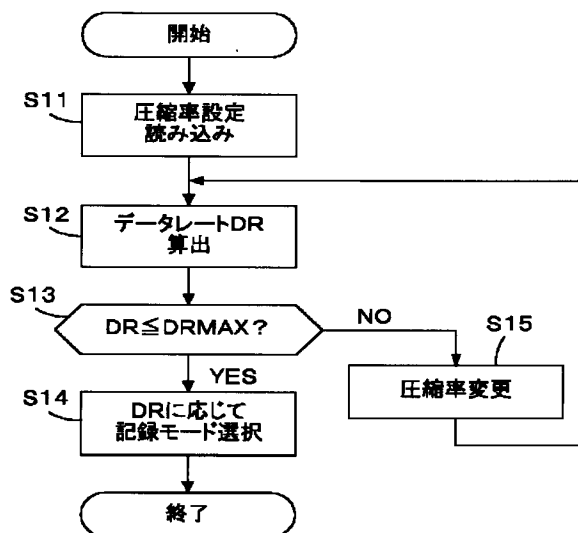 開始
S11
圧縮率設定
読み込み
S12
データレートDR
算出
S13
DR≦DRMAX?
NO
S15
圧縮率変更
YES
S14
DRに応じて
記録モード選択
終了